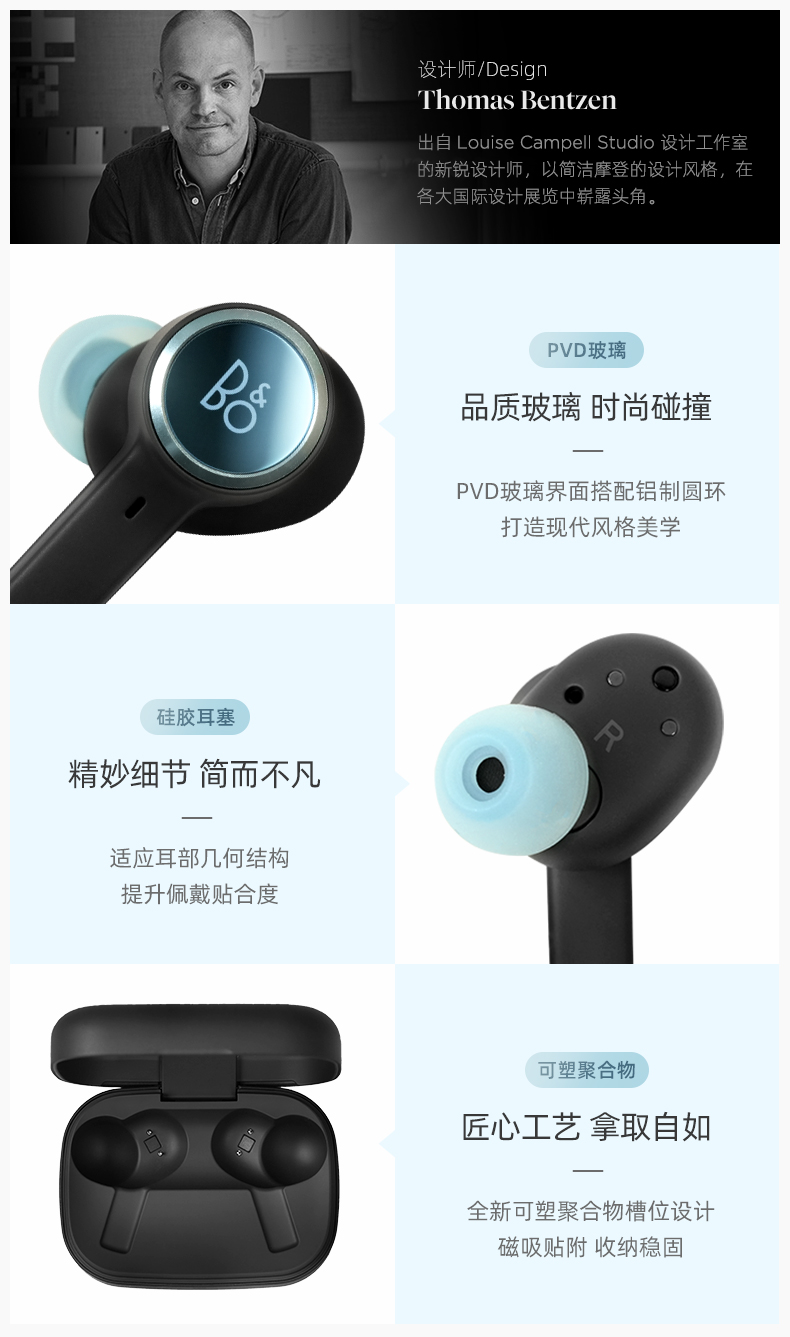 设计师/Design
Thomas Bentzen
出自 Louise Campell Studio 设计工作室
的新锐设计师，以简洁摩登的设计风格，在
各大国际设计展览中崭露头角。
B&O
PVD玻璃
品质玻璃 时尚碰撞
PVD玻璃界面搭配铝制圆环
打造现代风格美学
硅胶耳塞
精妙细节 简而不凡
适应耳部几何结构
提升佩戴贴合度
R
可塑聚合物
匠心工艺 拿取自如
全新可塑聚合物槽位设计
磁吸贴附 收纳稳固